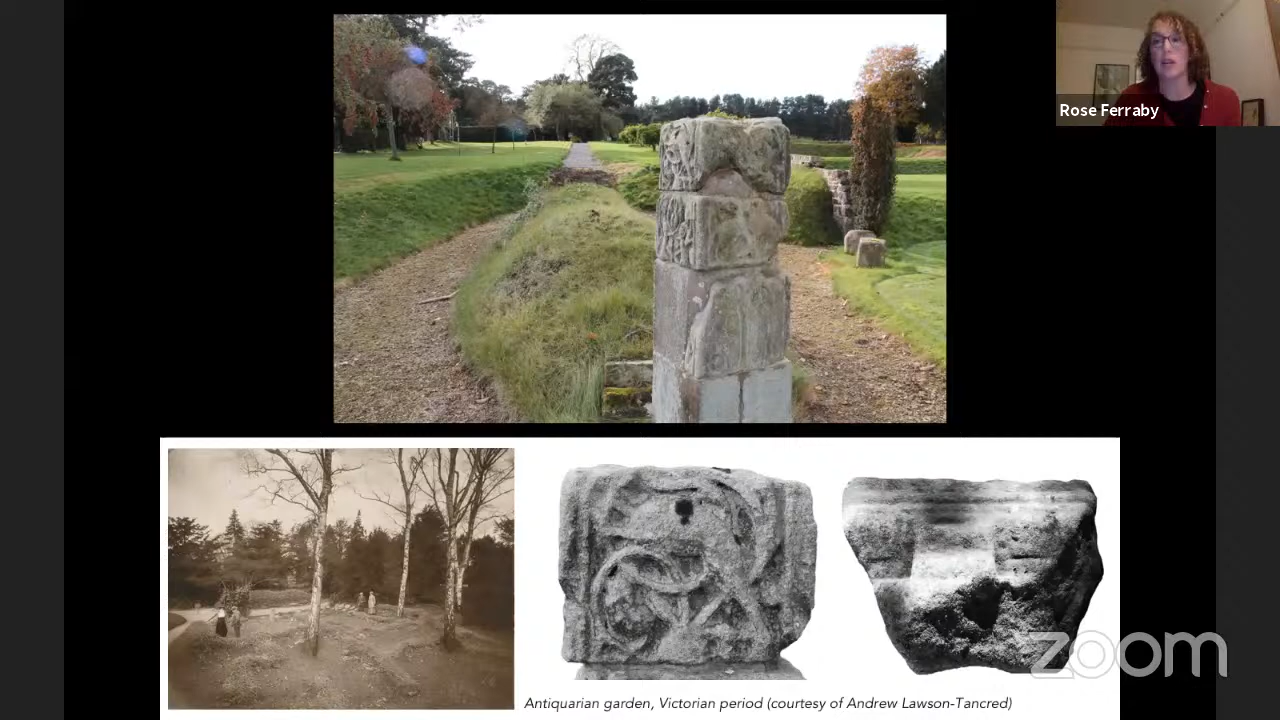 Rose Ferraby
zoom
Antiquarian garden, Victorian period (courtesy of Andrew Lawson-Tancred)